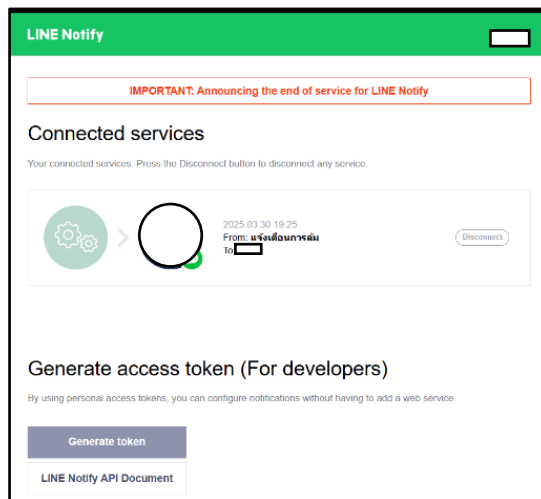 LINE Notify
IMPORTANT: Announcing the end of service for LINE Notify
Connected services
Your connected services. Press the Disconnect button to disconnect any service.
2025.03.30 19:25
From: แจ้งเตือนการล้ม
To:
Disconnect
Generate access token (For developers)
By using personal access tokens, you can configure notifications without having to add a web service.
Generate token
LINE Notify API Document